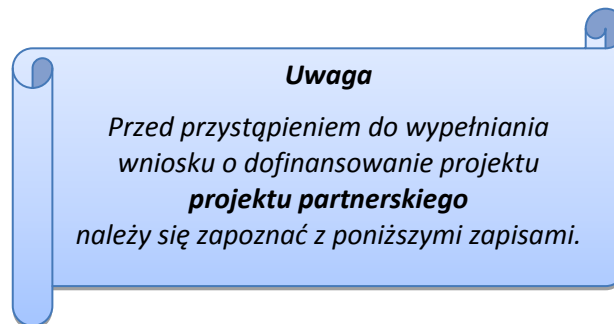 Uwaga
Przed przystąpieniem do wypełniania
wniosku o dofinansowanie projektu
projektu partnerskiego
należy się zapoznać z poniższymi zapisami.